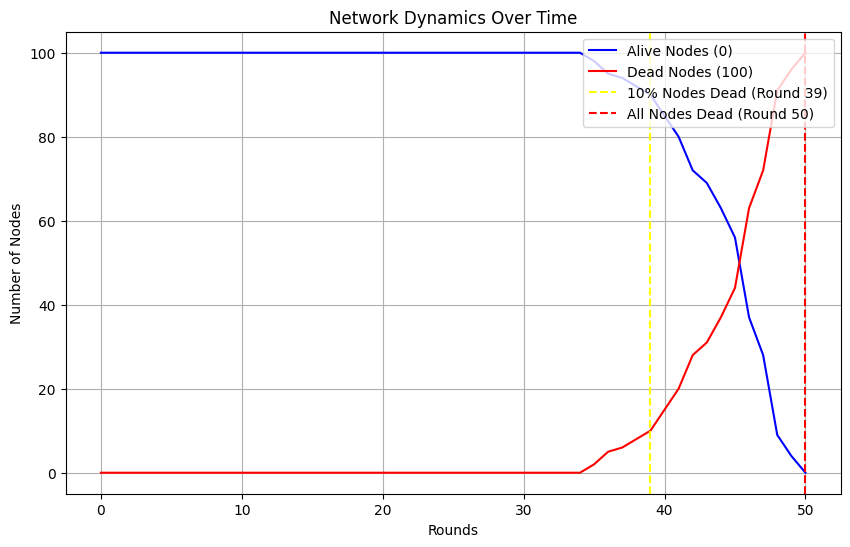 Network Dynamics Over Time
Alive Nodes (0)
Dead Nodes (100)
10% Nodes Dead (Round 39)
All Nodes Dead (Round 50)
Number of Nodes
100
80
60
40
20
0
0 10 20 30 40 50
Rounds